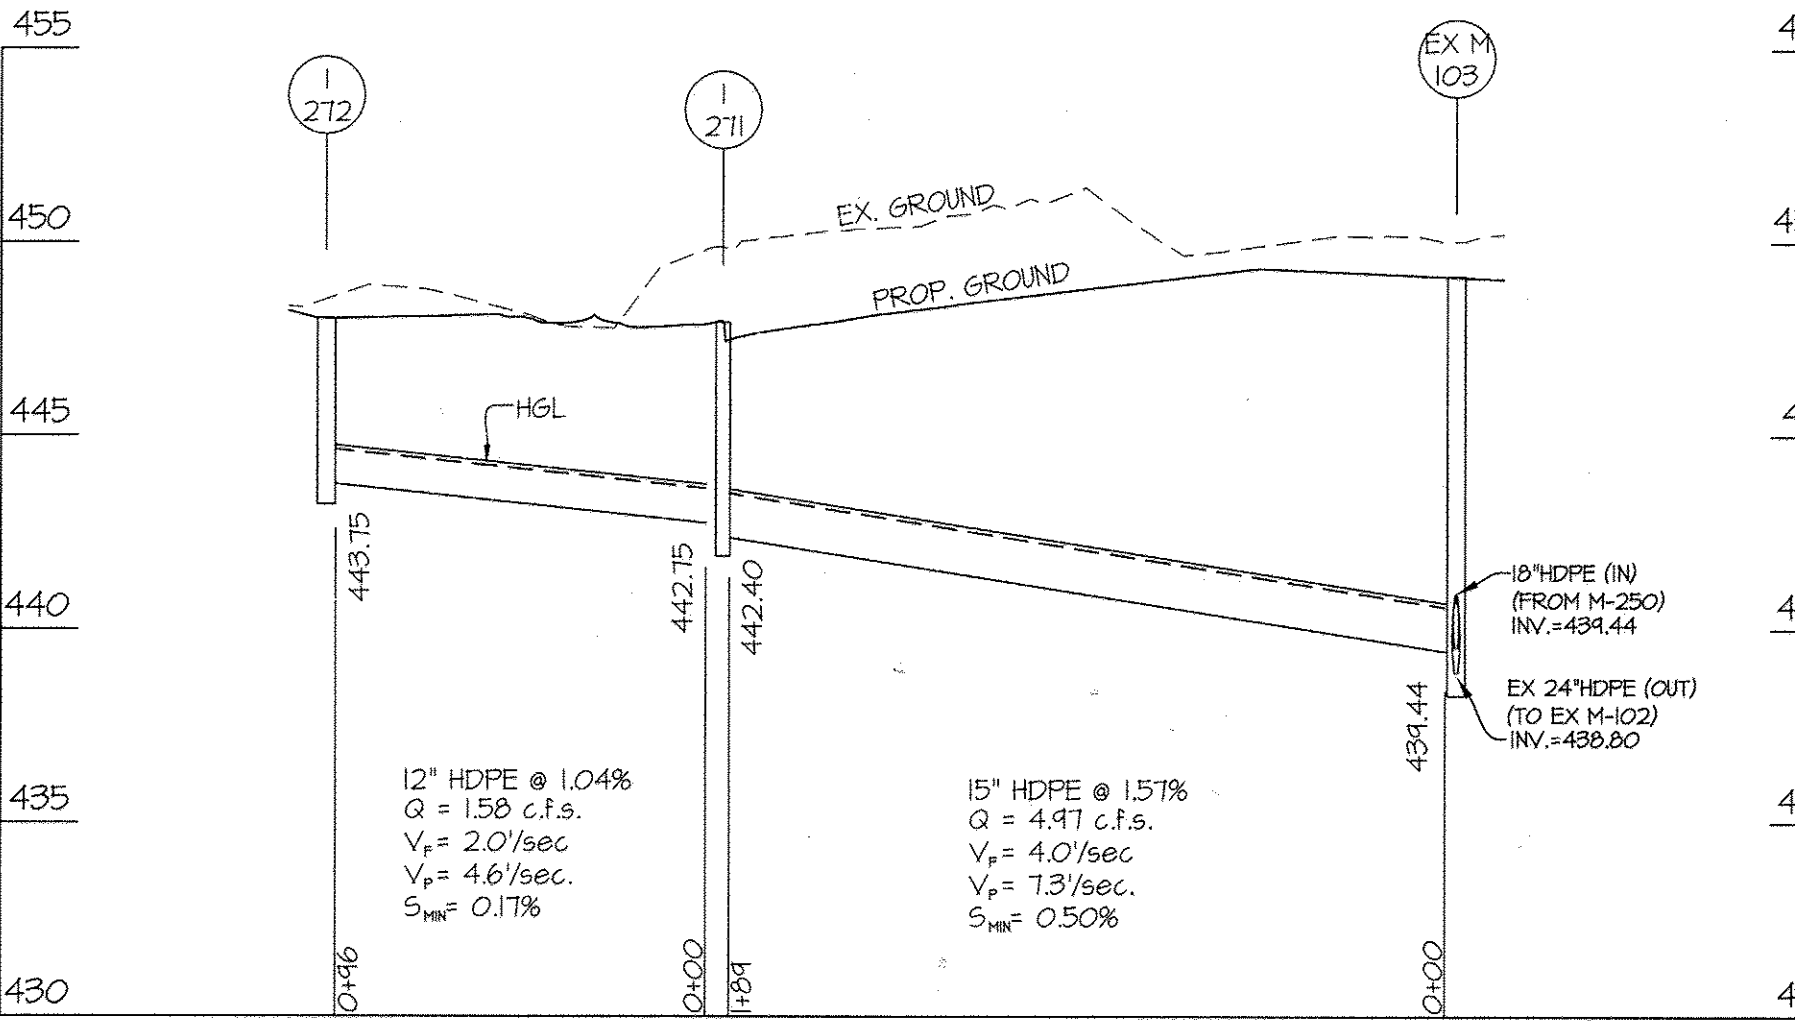 455
450
445
440
435
430
I
272
I
271
EX M
103
EX. GROUND
PROP. GROUND
HGL
443.75
442.75
442.40
439.44
18"HDPE (IN)
(FROM M-250)
INV.=439.44
EX 24"HDPE (OUT)
(TO EX M-102)
INV.=438.80
12" HDPE @ 1.04%
Q = 1.58 c.f.s.
VF= 2.0'/sec
VP= 4.6'/sec.
SMIN= 0.17%
15" HDPE @ 1.57%
Q = 4.97 c.f.s.
VF= 4.0'/sec
VP= 7.3'/sec.
SMIN= 0.50%
0+96
0+00
1+89
0+00